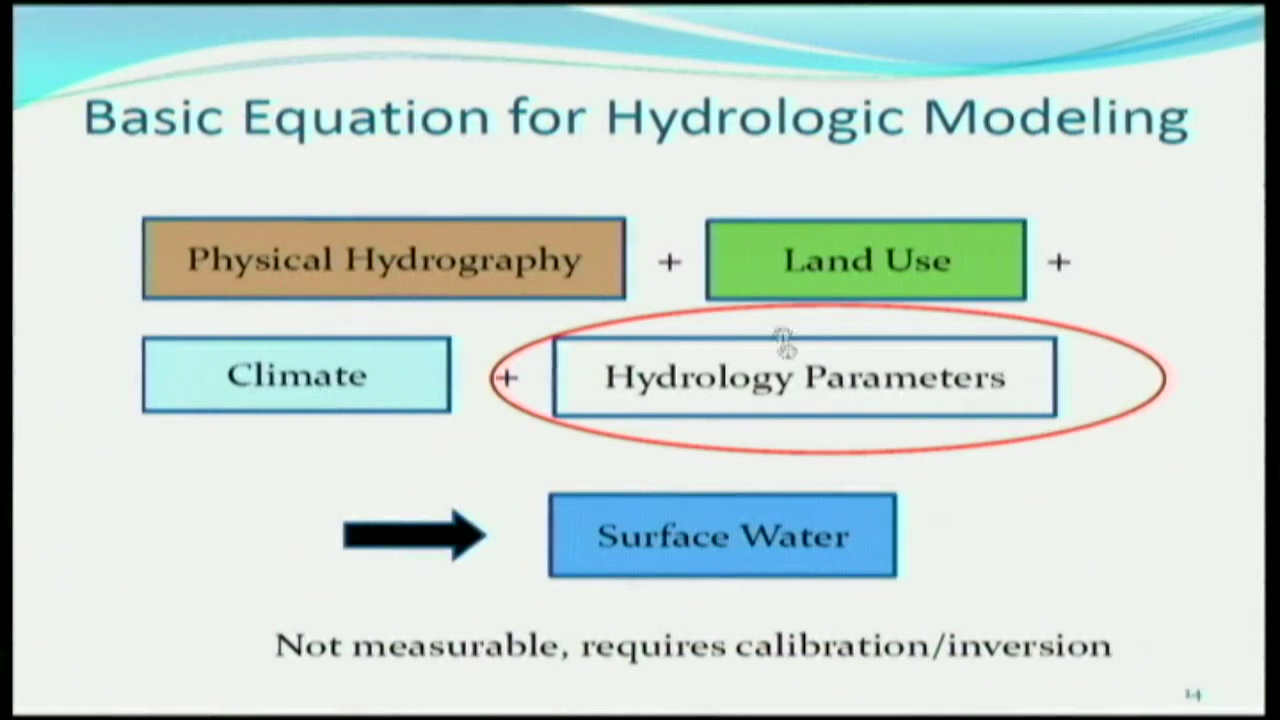 Basic Equation for Hydrologic Modeling
Physical Hydrography + Land Use +
Climate + Hydrology Parameters
Surface Water
Not measurable, requires calibration/inversion
14